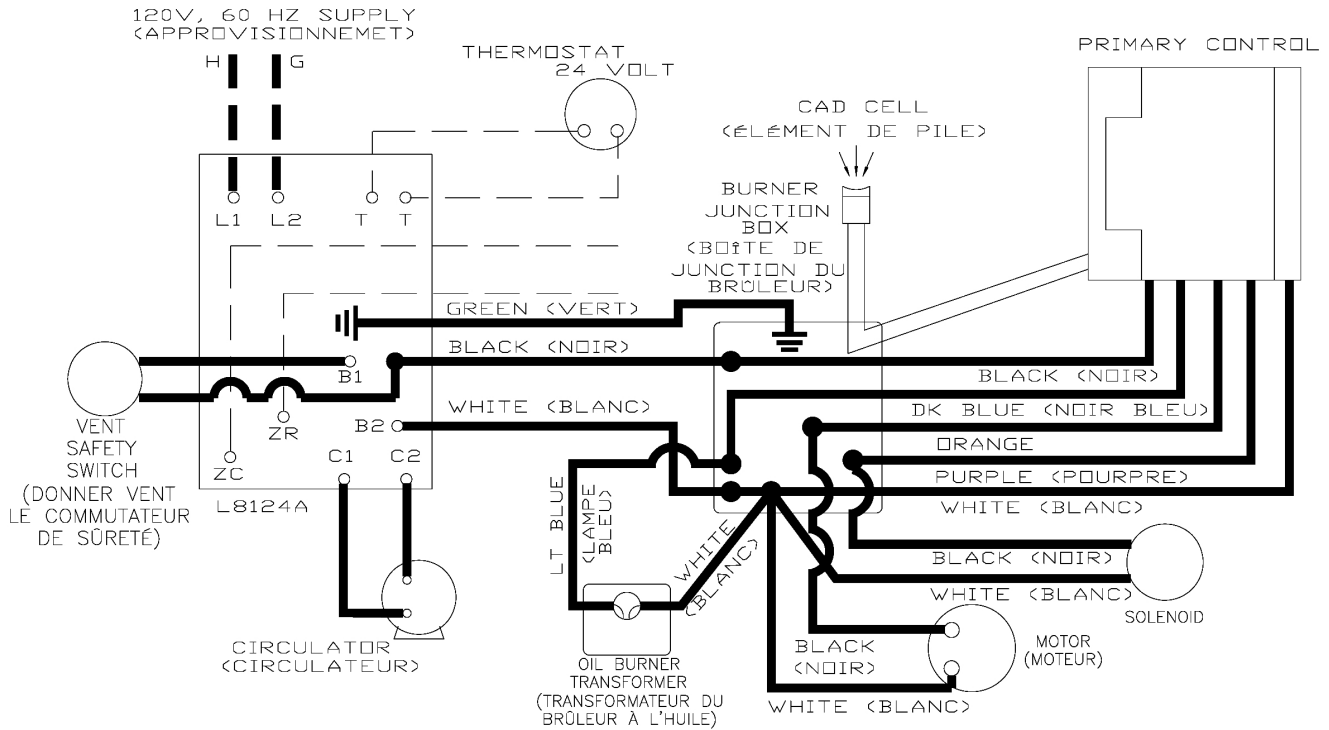 120V, 60 HZ SUPPLY
(APPROVISIONNEMET)
H
G
THERMOSTAT
24 VOLT
PRIMARY CONTROL
CAD CELL
(ÉLÉMENT DE PILE)
BURNER
JUNCTION
BOX
(BOÎTE DE
JUNCTION DU
BRÛLEUR)
L1
L2
T
T
GREEN (VERT)
BLACK (NOIR)
B1
BLACK (NOIR)
WHITE (BLANC)
DK BLUE (NOIR BLEU)
B2
ZR
ORANGE
VENT
SAFETY
SWITCH
(DONNER VENT
LE COMMUTATEUR
DE SÛRETÉ)
ZC
C1
C2
PURPLE (POURPRE)
L8124A
WHITE (BLANC)
LT BLUE
(LAMPE
BLEU)
WHITE
(BLANC)
BLACK (NOIR)
WHITE (BLANC)
SOLENOID
CIRCULATOR
(CIRCULATEUR)
BLACK
(NOIR)
MOTOR
(MOTEUR)
OIL BURNER
TRANSFORMER
(TRANSFORMATEUR DU
BRÛLEUR À L'HUILE)
WHITE (BLANC)